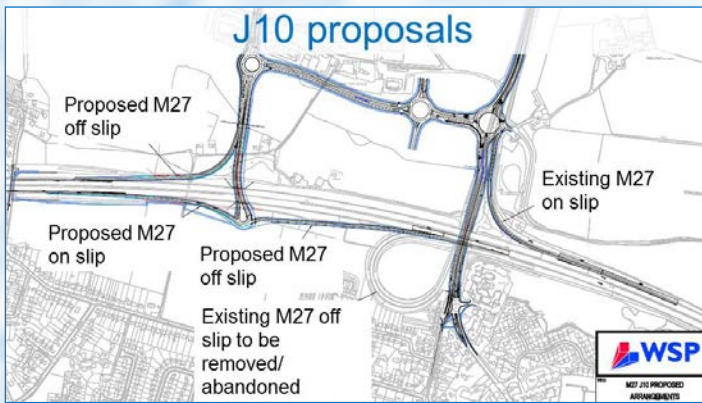 J10 proposals
Proposed M27
off slip
Existing M27
on slip
Proposed M27
on slip
Proposed M27
off slip
Existing M27 off
slip to be
removed/
abandoned
WSP
M27 J10 PROPOSED
ARRANGEMENTS